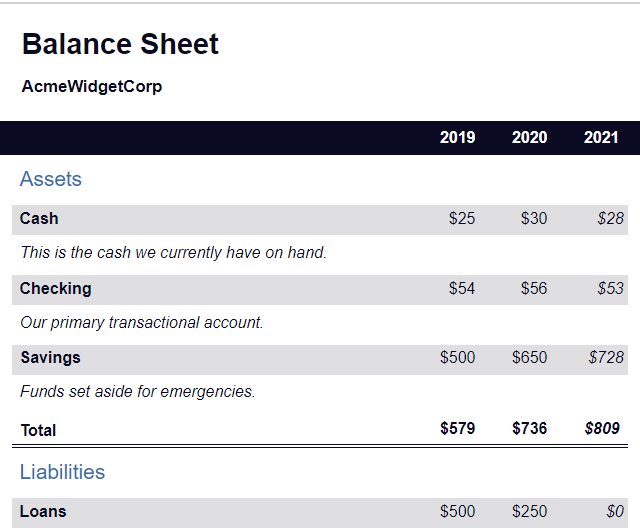 Balance Sheet
AcmeWidgetCorp
2019 2020 2021
Assets
Cash $25 $30 $28
This is the cash we currently have on hand.
Checking $54 $56 $53
Our primary transactional account.
Savings $500 $650 $728
Funds set aside for emergencies.
Total $579 $736 $809
Liabilities
Loans $500 $250 $0